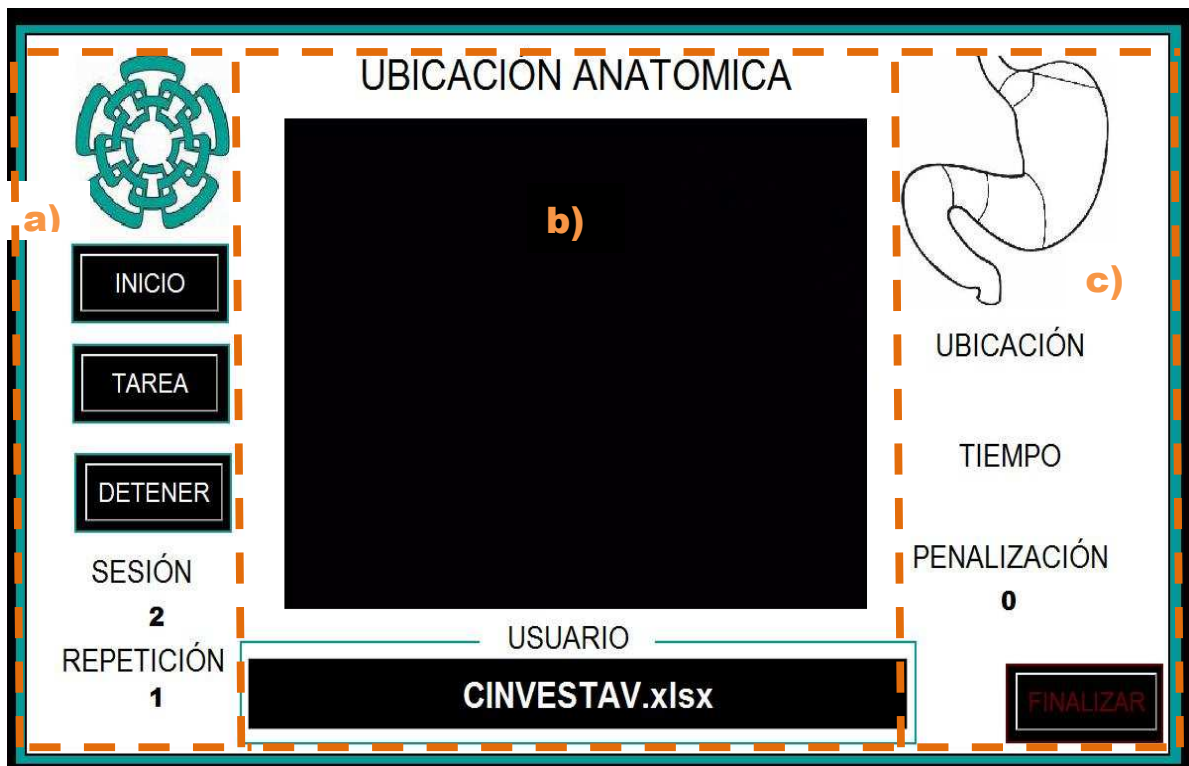 UBICACIÓN ANATOMICA
a)
INICIO
TAREA
DETENER
SESIÓN
2
REPETICIÓN
1
b)
USUARIO
CINVESTAV.xlsx
c)
UBICACIÓN
TIEMPO
PENALIZACIÓN
0
FINALIZAR